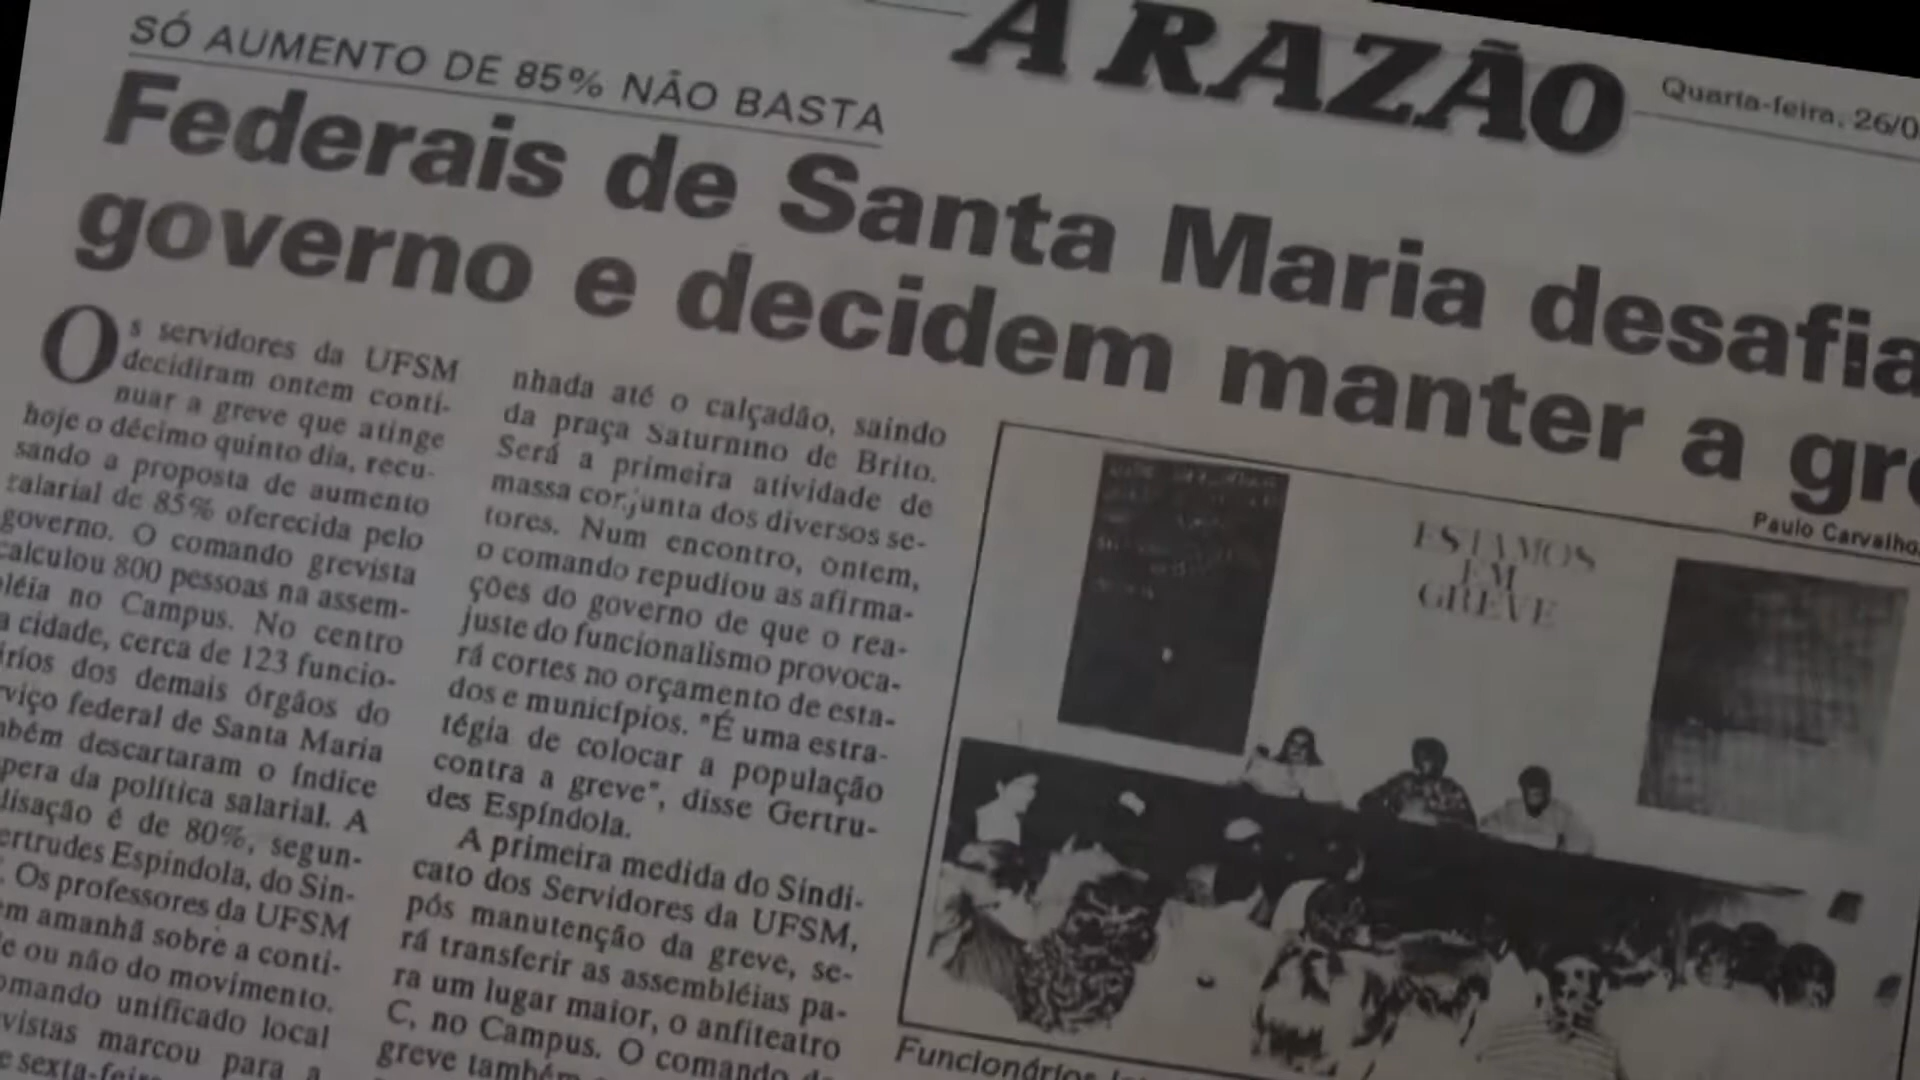 A RAZÃO
Quarta-feira, 26/0
SÓ AUMENTO DE 85% NÃO BASTA
Federais de Santa Maria desafia
governo e decidem manter a gre
Os servidores da UFSM
decidiram ontem conti-
nuar a greve que atinge
hoje o décimo quinto dia, recu-
sando a proposta de aumento
salarial de 85% oferecida pelo
governo. O comando grevista
calculou 800 pessoas na assem-
bléia no Campus. No centro
a cidade, cerca de 123 funcio-
ários dos demais órgãos do
rviço federal de Santa Maria
mbém descartaram o índice
pera da política salarial. A
lisação é de 80%, segun-
ertrudes Espíndola, do Sin-
. Os professores da UFSM
em amanhã sobre a conti-
e ou não do movimento.
omando unificado local
vistas marcou para a
e sexta-feir
nhada até o calçadão, saindo
da praça Saturnino de Brito.
Será a primeira atividade de
massa conjunta dos diversos se-
tores. Num encontro, ontem,
o comando repudiou as afirma-
ções do governo de que o rea-
juste do funcionalismo provoca-
rá cortes no orçamento de esta-
dos e municípios. "É uma estra-
tégia de colocar a população
contra a greve", disse Gertru-
des Espíndola.
A primeira medida do Sindi-
cato dos Servidores da UFSM,
pós manutenção da greve, se-
rá transferir as assembléias pa-
ra um lugar maior, o anfiteatro
C, no Campus. O comando de
greve também
Paulo Carvalho
ESTAMOS
EM
GREVE
Funcionários